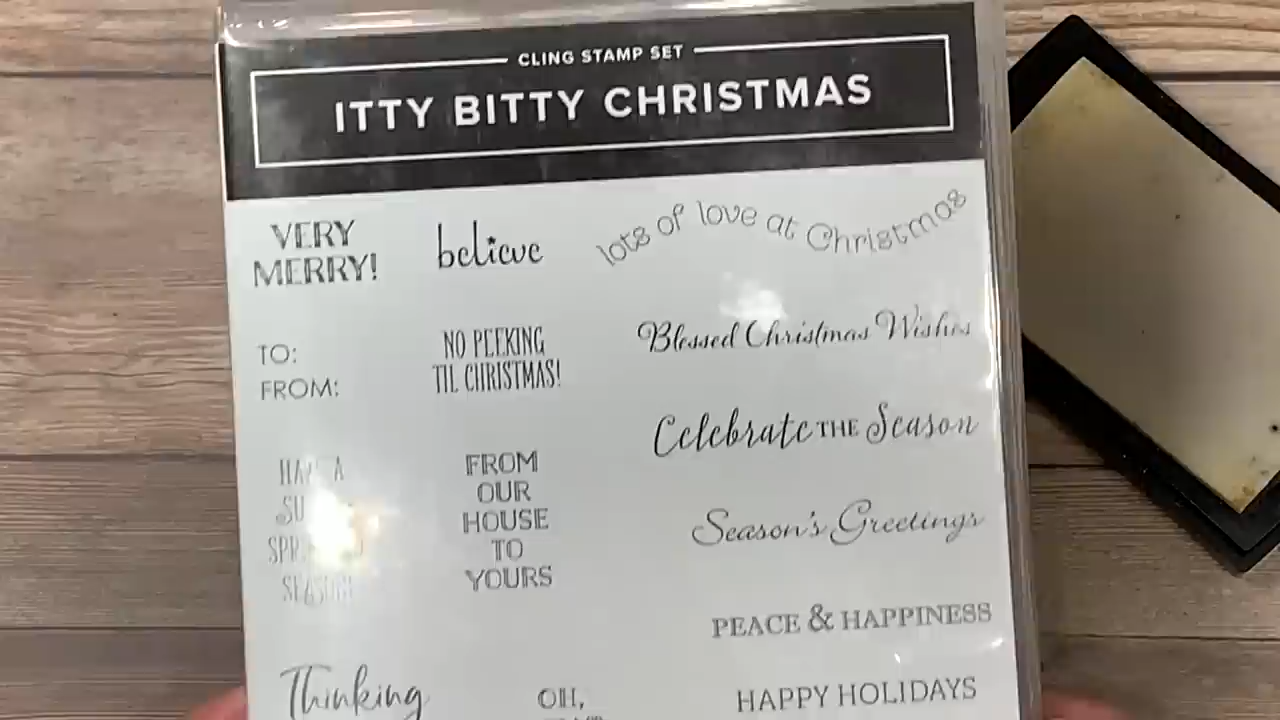 CLING STAMP SET
ITTY BITTY CHRISTMAS
VERY
MERRY!
believe
lots of love at Christmas
TO:
FROM:
NO PEEKING
TIL CHRISTMAS!
Blessed Christmas Wishes
Celebrate THE Season
A
FROM
OUR
HOUSE
TO
YOURS
SEASON
Season's Greetings
PEACE & HAPPINESS
Thinking
OH,
HAPPY HOLIDAYS